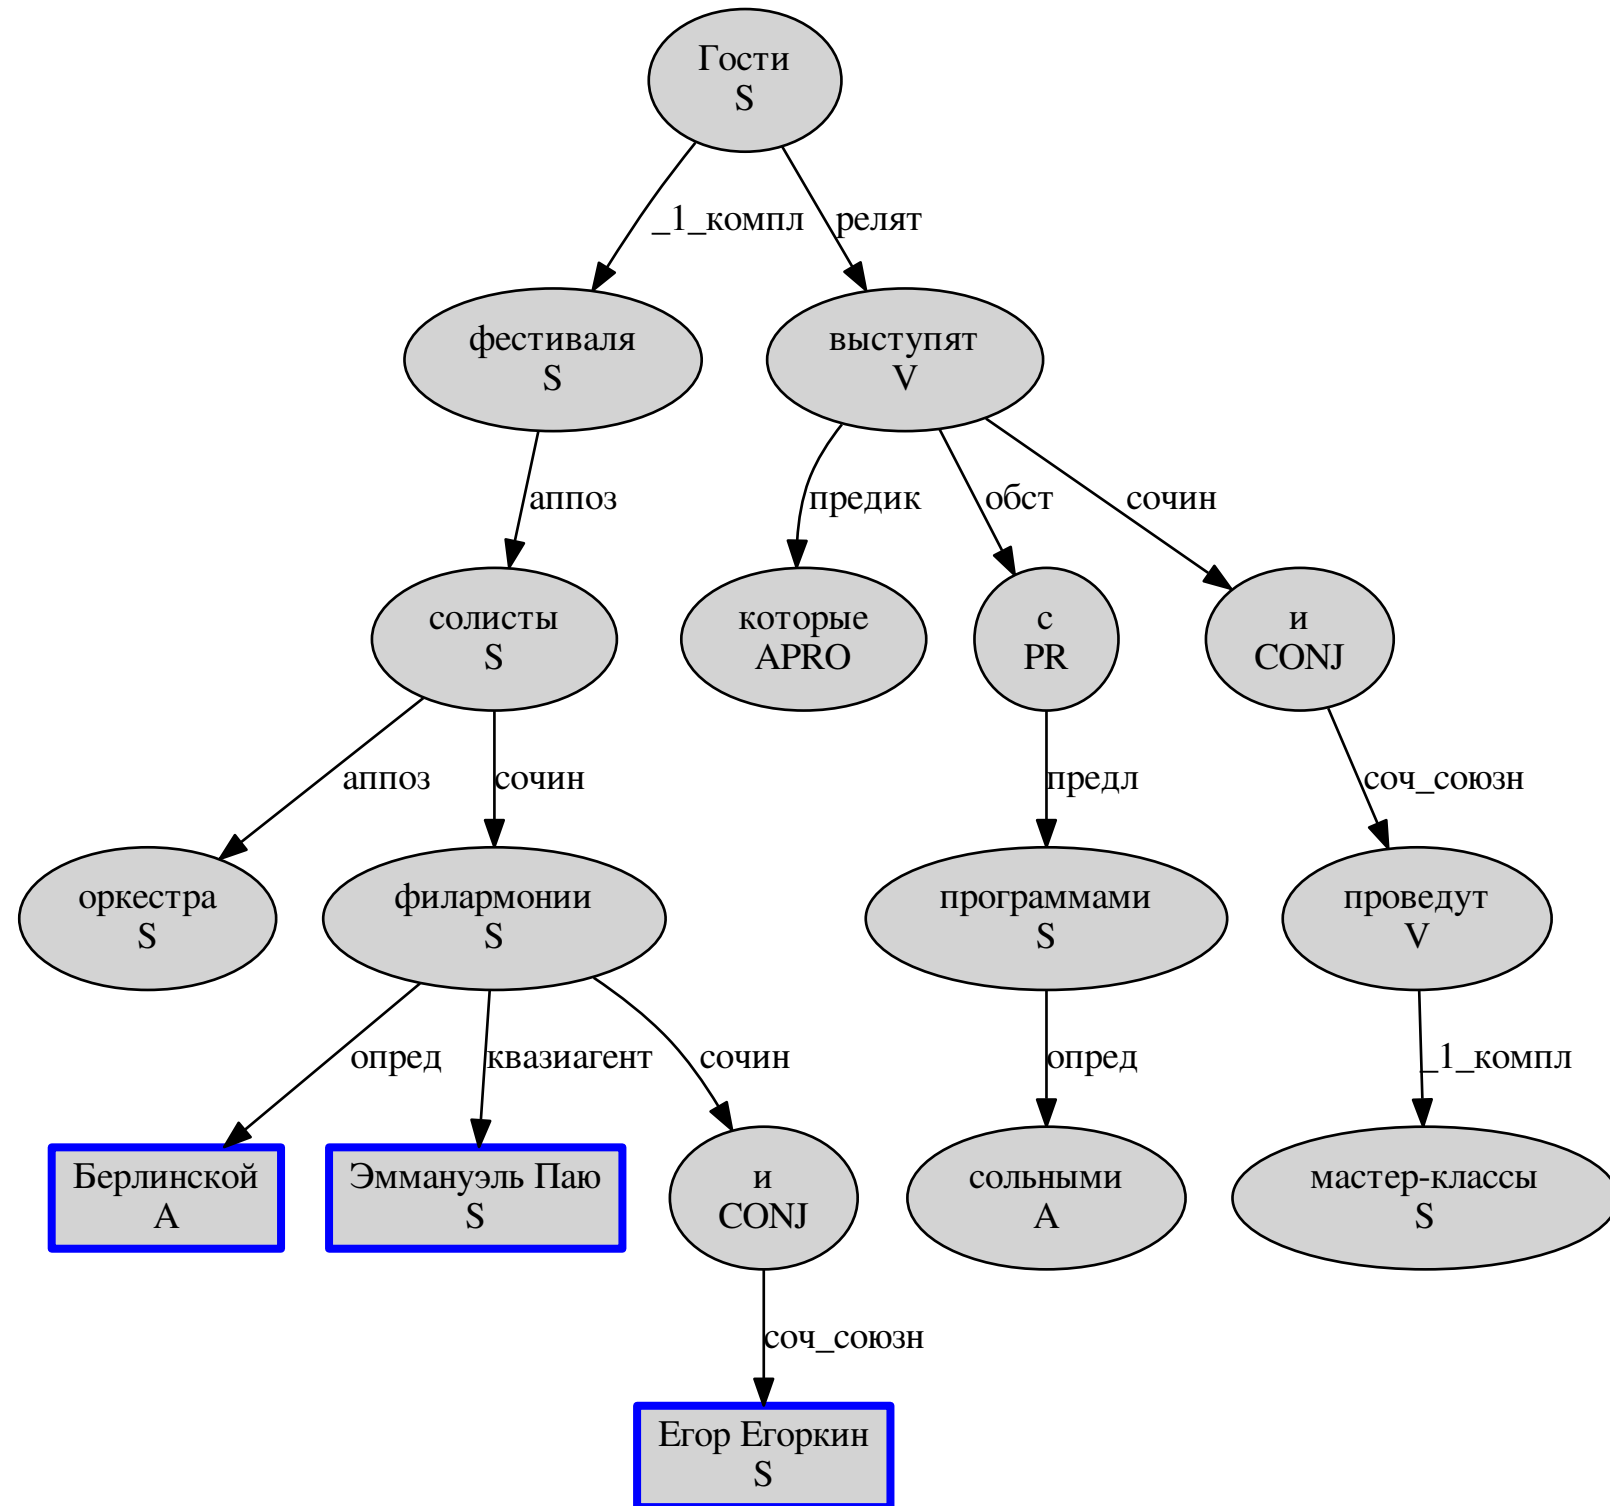 Гости
S
_1_компл
релят
фестиваля
S
выступят
V
аппоз
предик
обст
сочин
солисты
S
которые
APRO
с
PR
и
CONJ
аппоз
сочин
предл
соч_союзн
оркестра
S
филармонии
S
программами
S
проведут
V
опред
квазиагент
сочин
опред
_1_компл
Берлинской
A
Эммануэль Паю
S
и
CONJ
сольными
A
мастер-классы
S
соч_союзн
Егор Егоркин
S